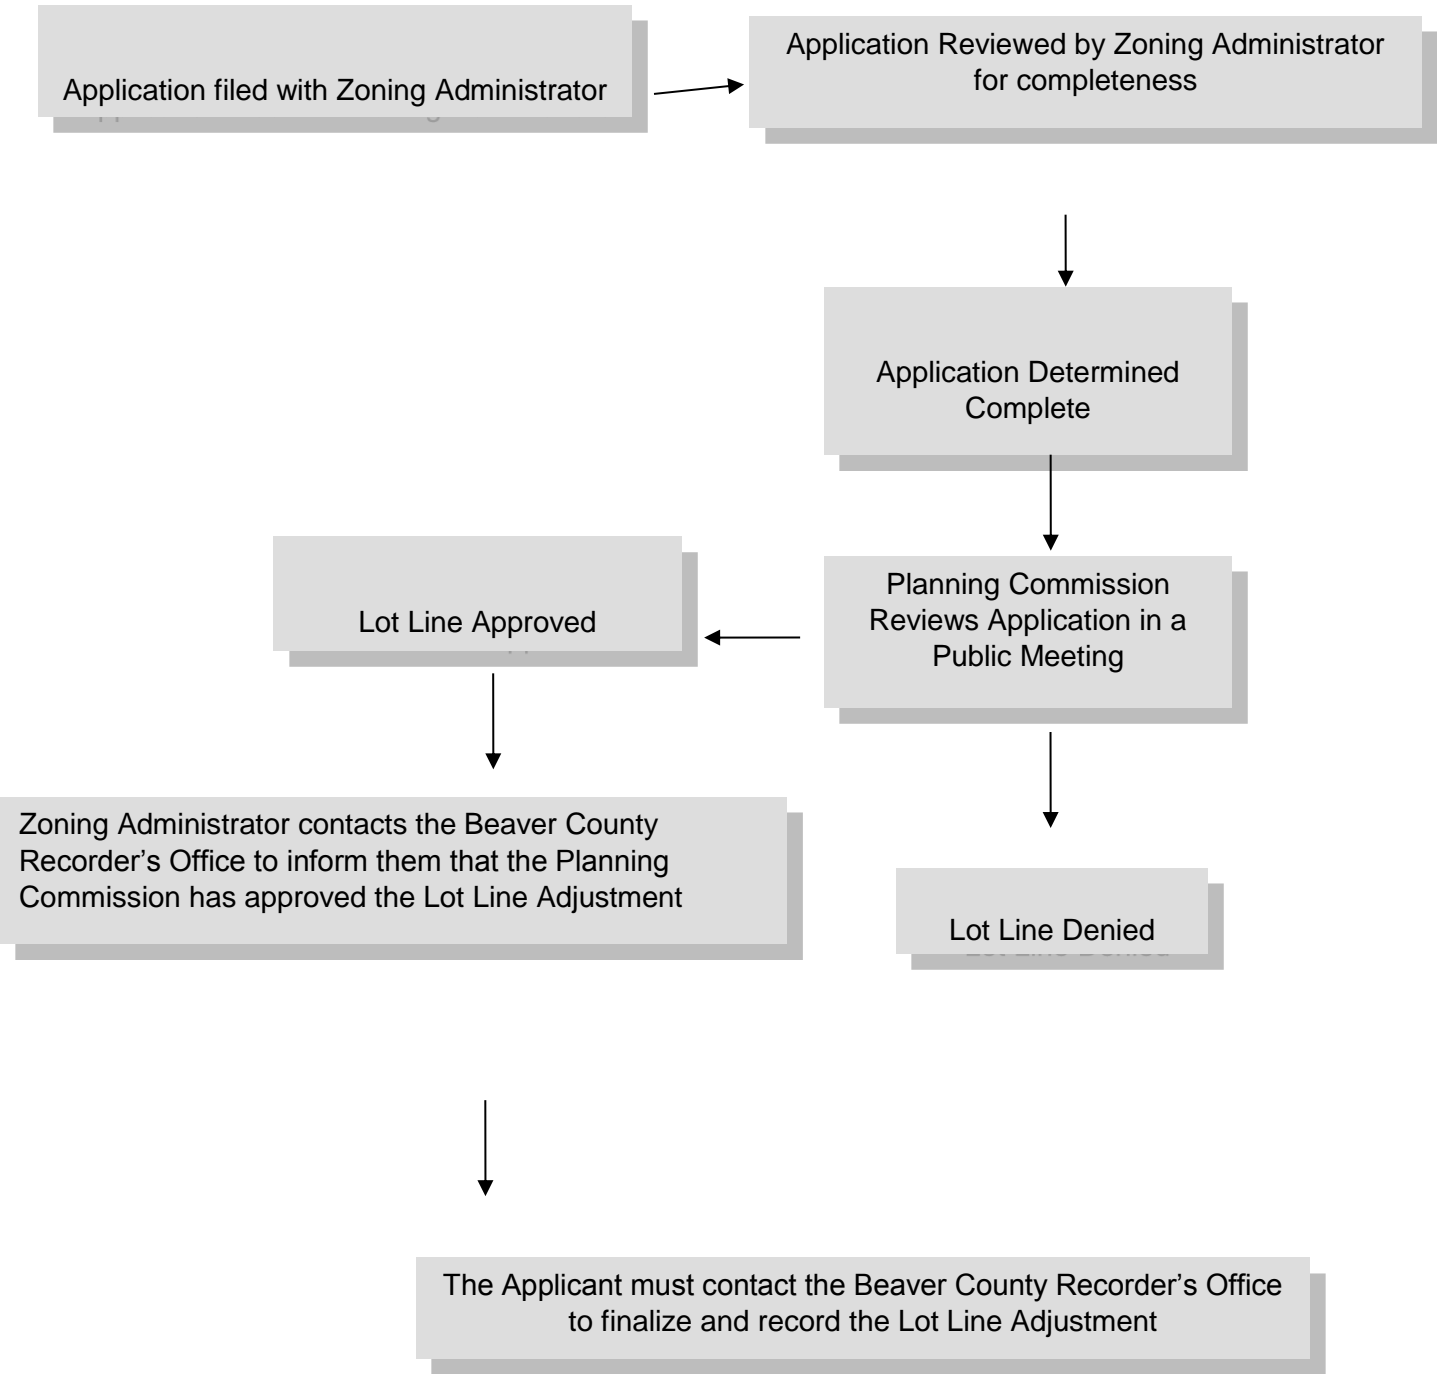 Application filed with Zoning Administrator
Application Reviewed by Zoning Administrator
for completeness
Application Determined
Complete
Planning Commission
Reviews Application in a
Public Meeting
Lot Line Approved
Zoning Administrator contacts the Beaver County
Recorder’s Office to inform them that the Planning
Commission has approved the Lot Line Adjustment
Lot Line Denied
The Applicant must contact the Beaver County Recorder’s Office
to finalize and record the Lot Line Adjustment